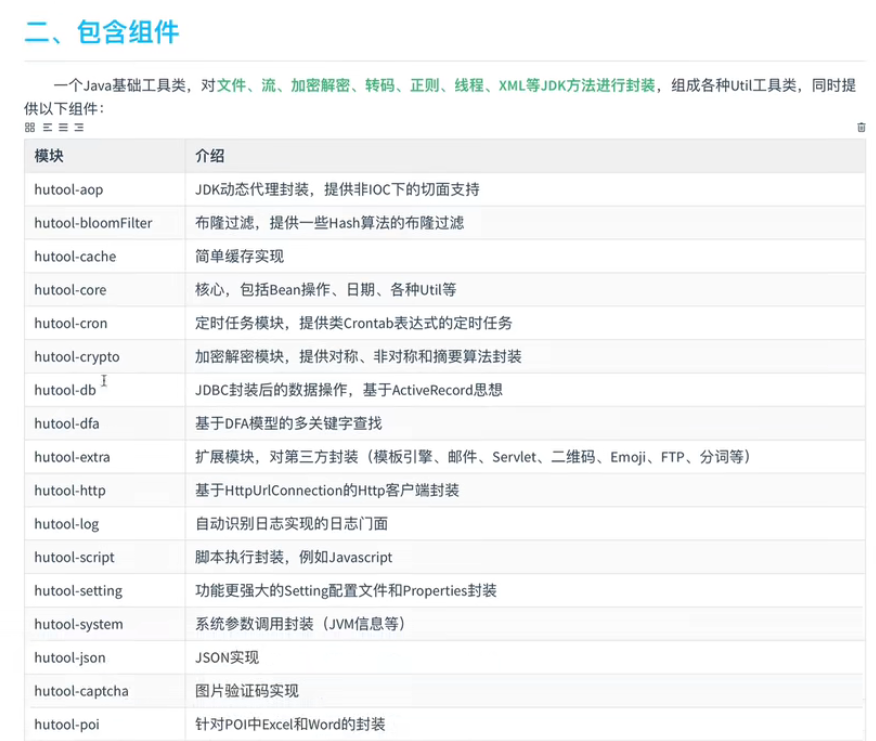 二、包含组件
一个Java基础工具类，对文件、流、加密解密、转码、正则、线程、XML等JDK方法进行封装，组成各种Util工具类，同时提
供以下组件：
模块 介绍
hutool-aop JDK动态代理封装，提供非IOC下的切面支持
hutool-bloomFilter 布隆过滤，提供一些Hash算法的布隆过滤
hutool-cache 简单缓存实现
hutool-core 核心，包括Bean操作、日期、各种Util等
hutool-cron 定时任务模块，提供类Crontab表达式的定时任务
hutool-crypto 加密解密模块，提供对称、非对称和摘要算法封装
hutool-db JDBC封装后的数据操作，基于ActiveRecord思想
hutool-dfa 基于DFA模型的多关键字查找
hutool-extra 扩展模块，对第三方封装（模板引擎、邮件、Servlet、二维码、Emoji、FTP、分词等）
hutool-http 基于HttpUrlConnection的Http客户端封装
hutool-log 自动识别日志实现的日志门面
hutool-script 脚本执行封装，例如Javascript
hutool-setting 功能更强大的Setting配置文件和Properties封装
hutool-system 系统参数调用封装（JVM信息等）
hutool-json JSON实现
hutool-captcha 图片验证码实现
hutool-poi 针对POI中Excel和Word的封装